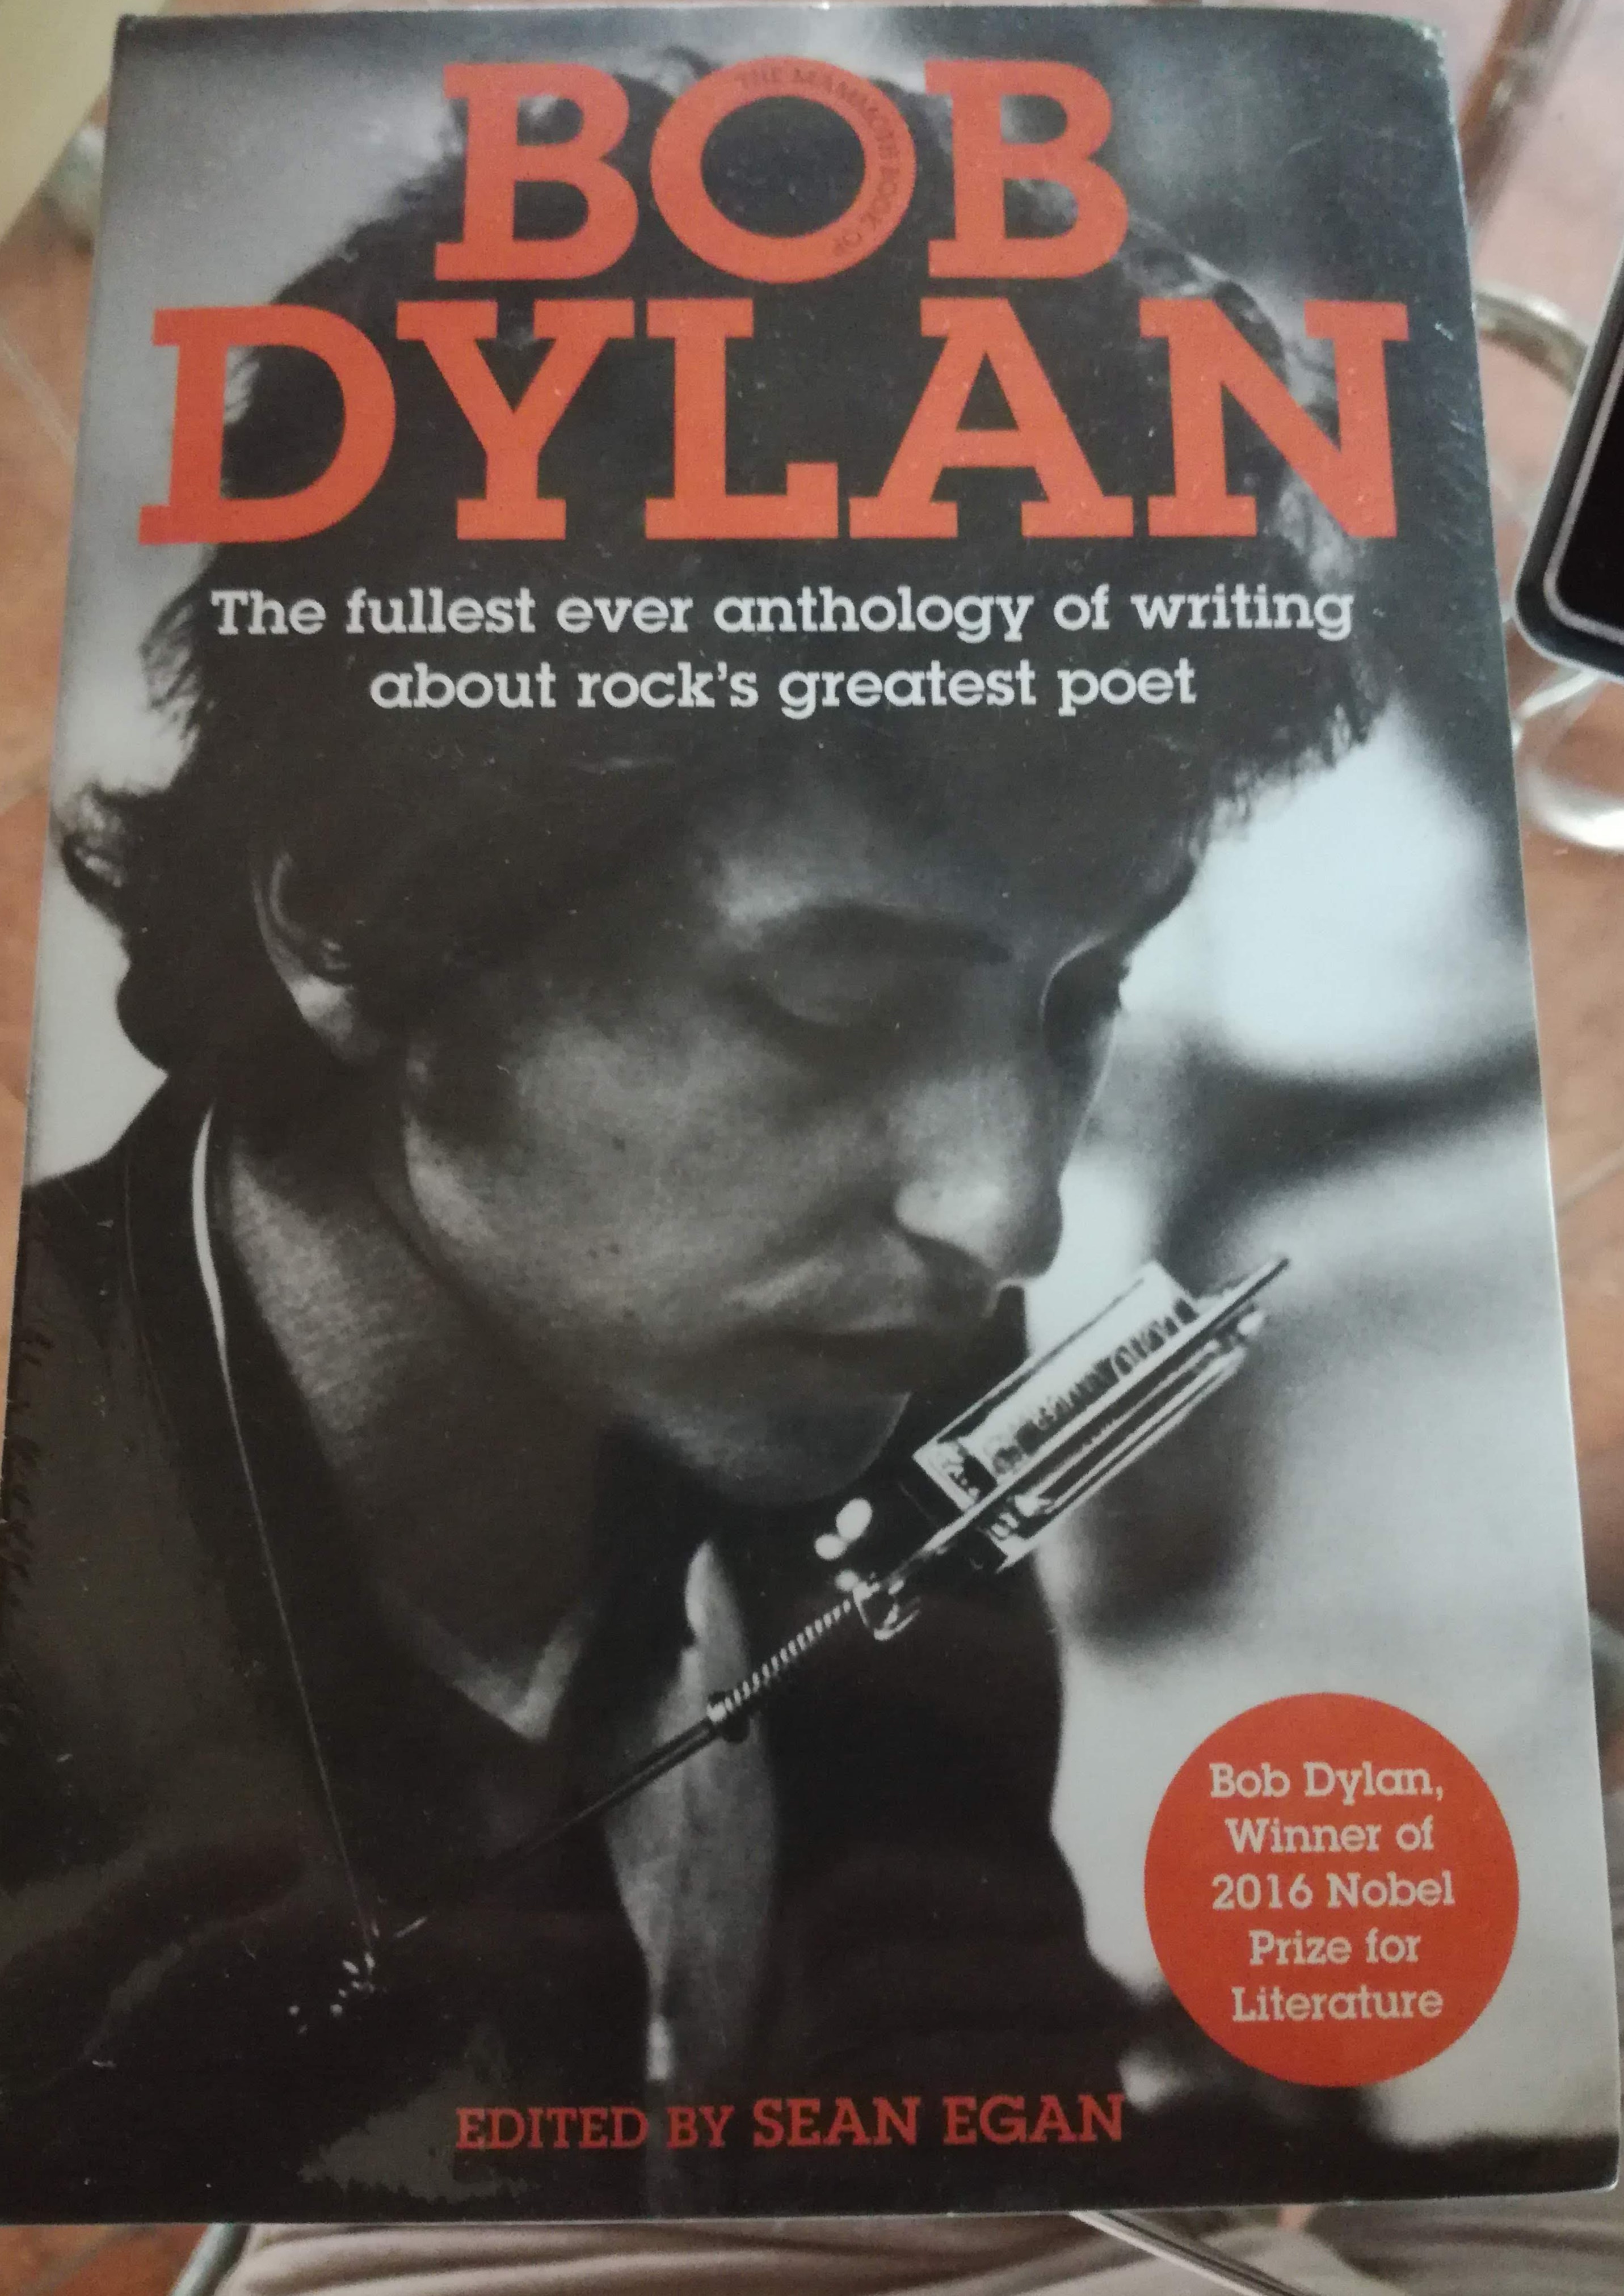 THE MAMMOTH BOOK OF
BOB
DYLAN
The fullest ever anthology of writing
about rock's greatest poet
Bob Dylan,
Winner of
2016 Nobel
Prize for
Literature
EDITED BY SEAN EGAN